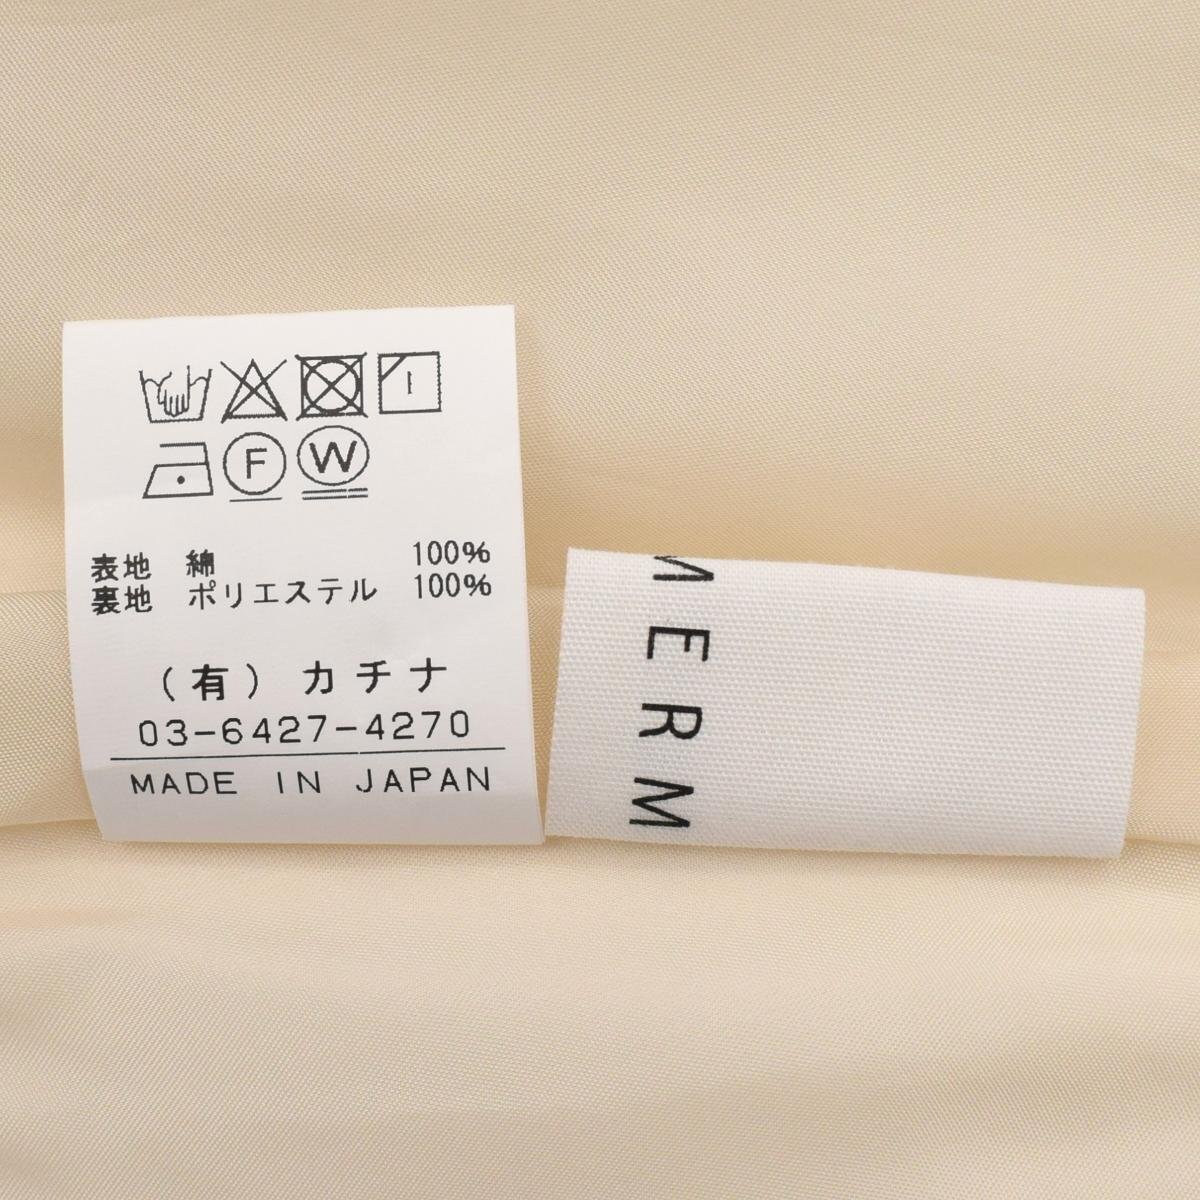 F W
表地 綿 100%
裏地 ポリエステル 100%
(有) カチナ
03-6427-4270
MADE IN JAPAN
MERM